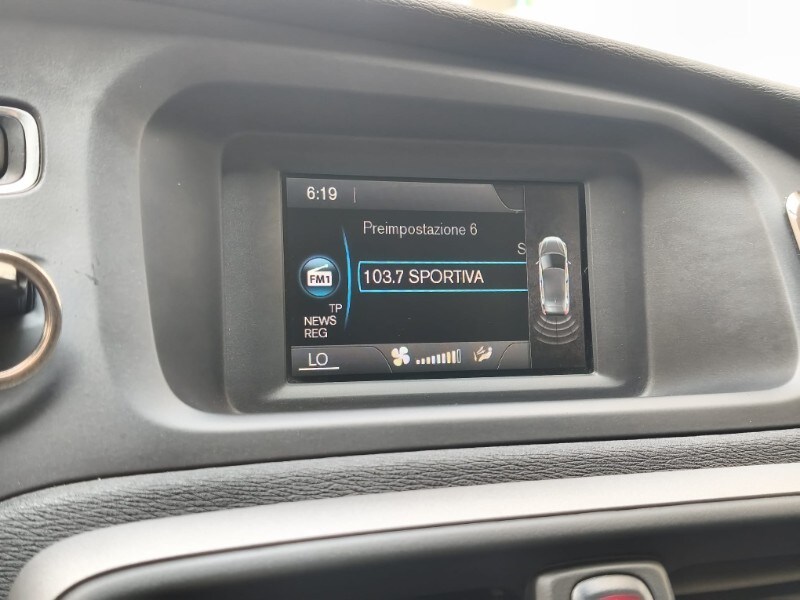 6:19
Preimpostazione 6
S
FM1
103.7 SPORTIVA
TP
NEWS
REG
LO